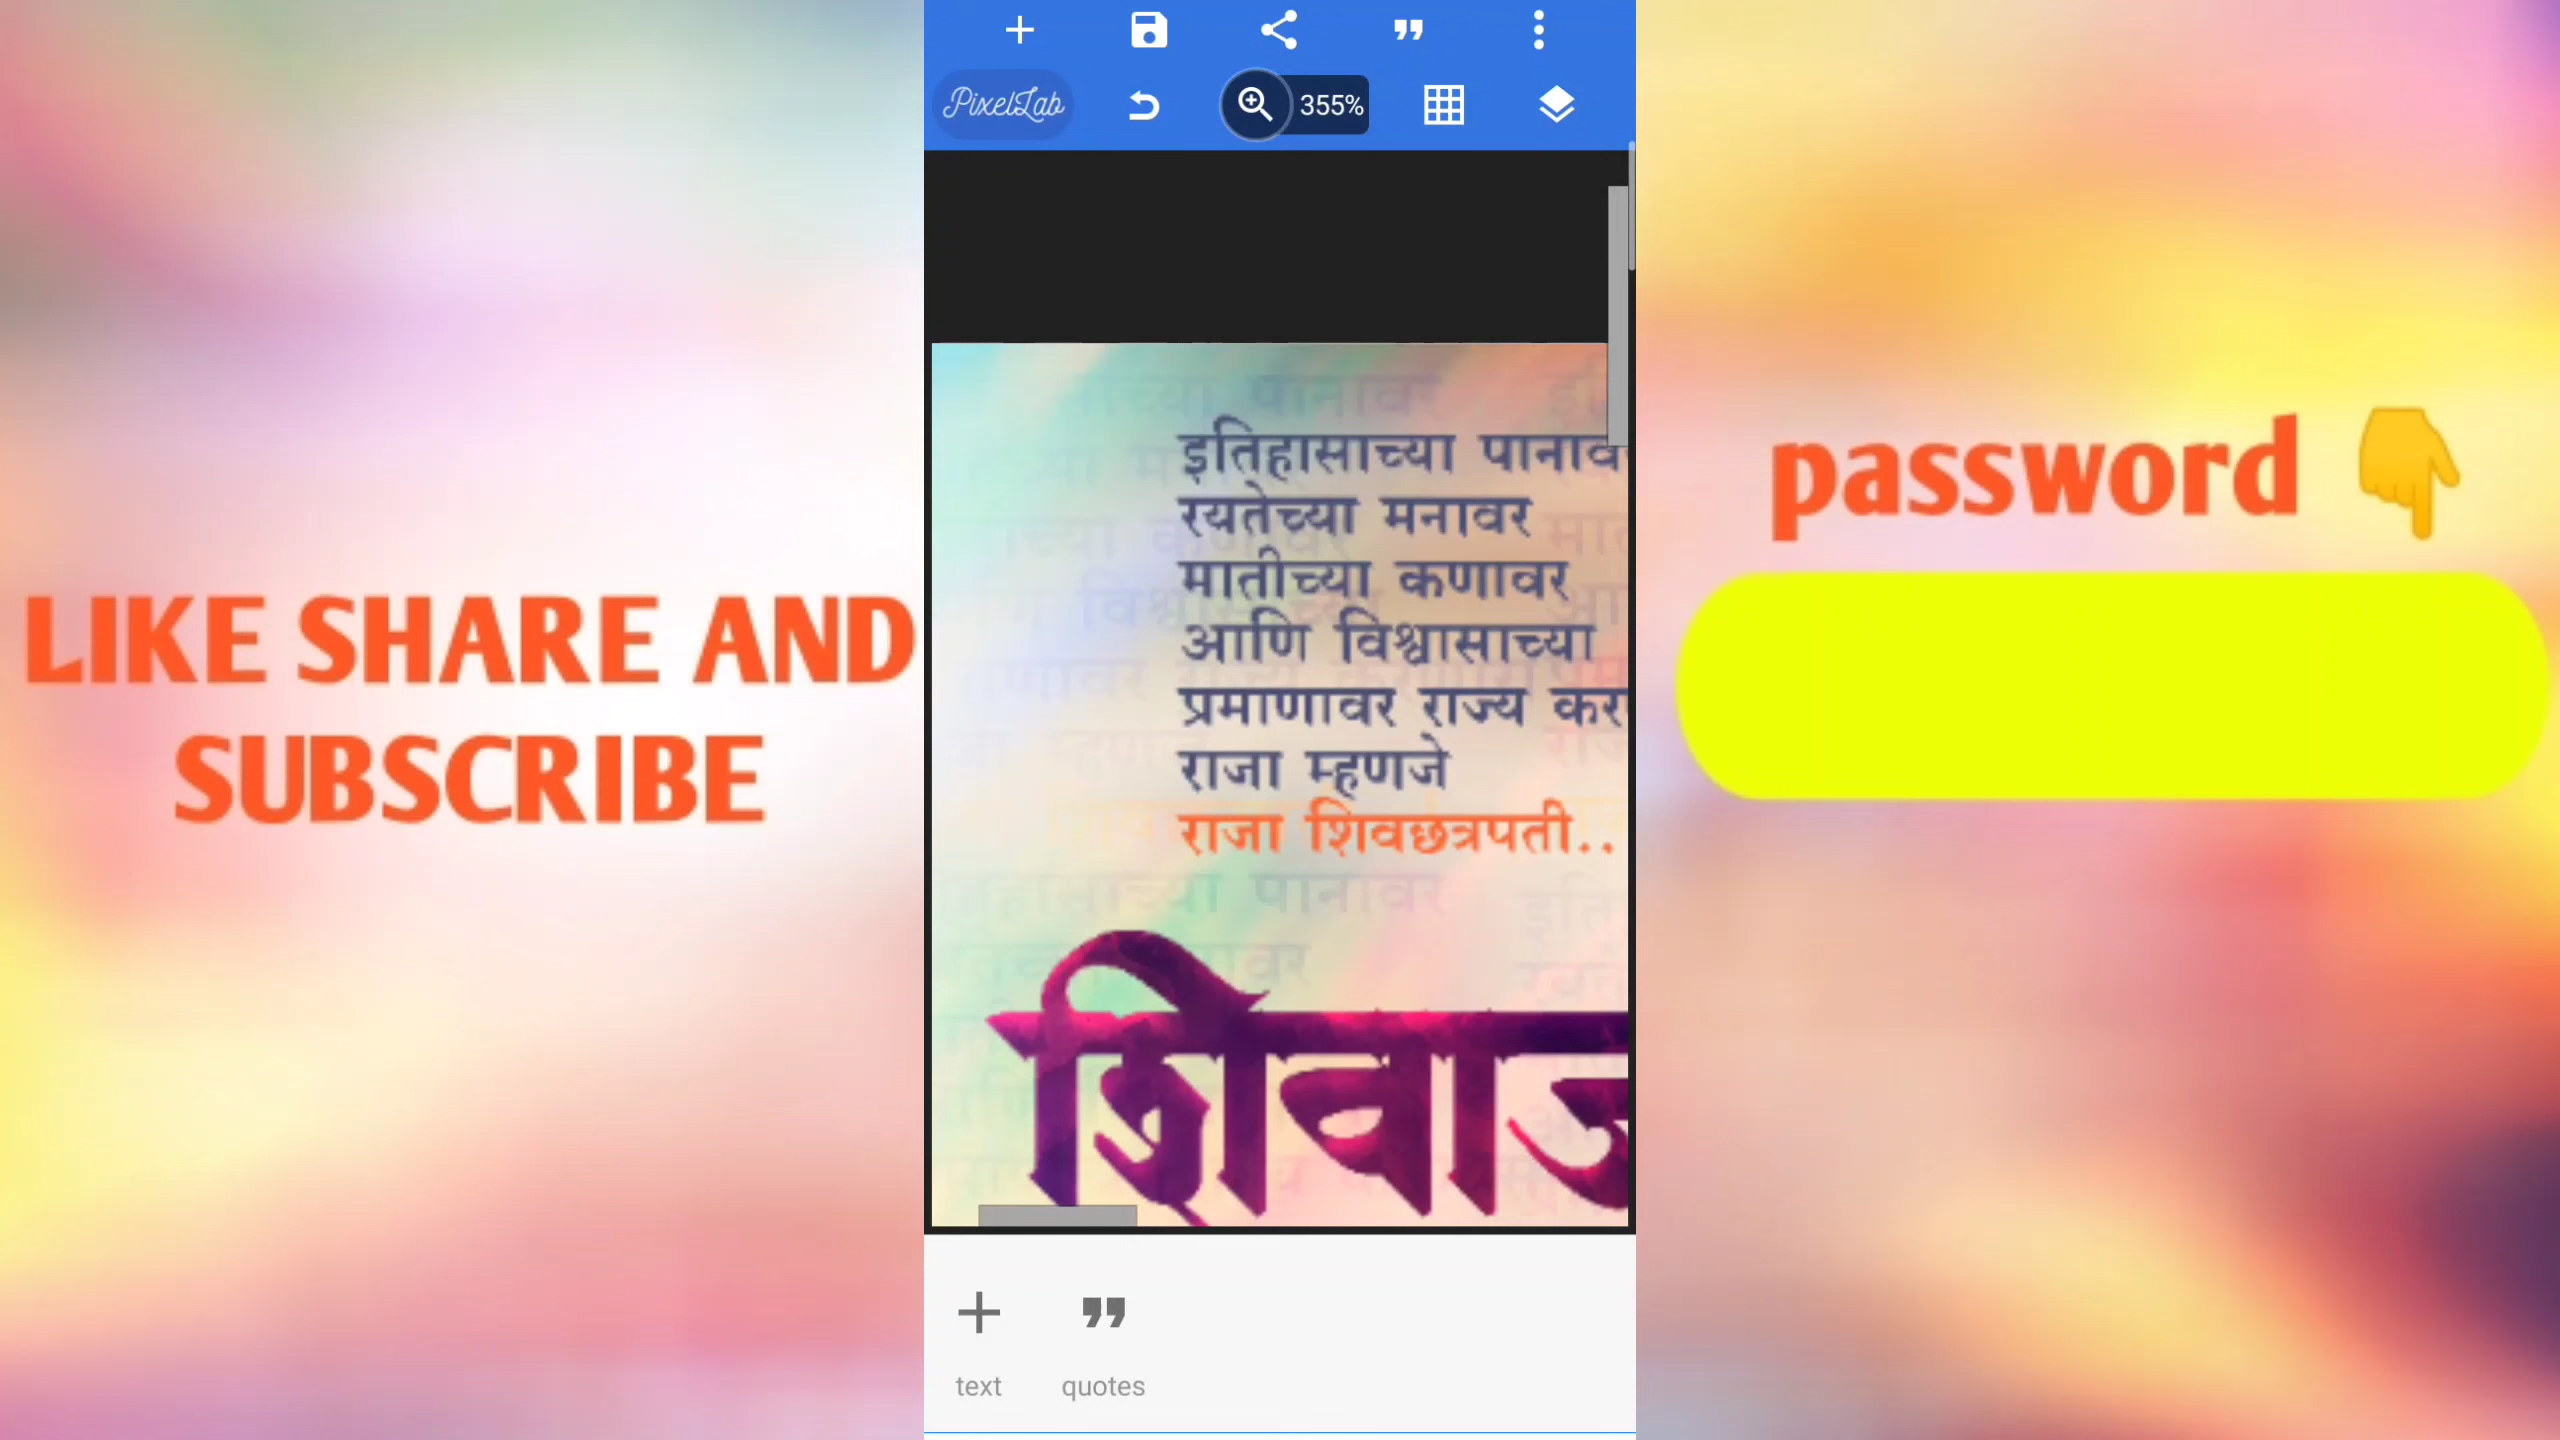 LIKE SHARE AND
SUBSCRIBE
PixelLab
355%
इतिहासाच्या
रयतेच्या मनावर
मातीच्या कणावर
आणि विश्वासाच्या
प्रमाणावर राज्य
राजा म्हणजे
राजा शिवछत्रपती..
text
quotes
password 👇